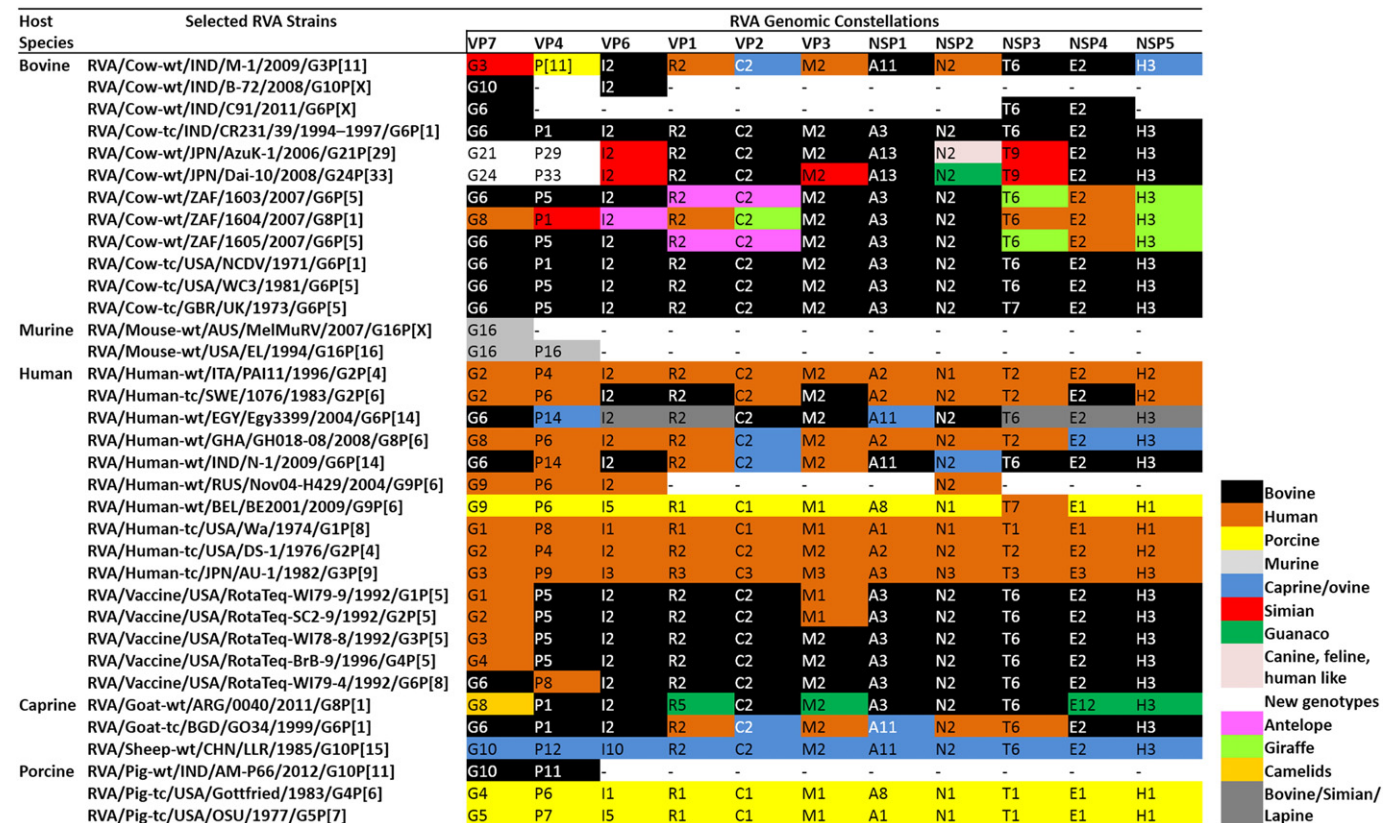 Host Selected RVA Strains RVA Genomic Constellations
Species VP7 VP4 VP6 VP1 VP2 VP3 NSP1 NSP2 NSP3 NSP4 NSP5
Bovine RVA/Cow-wt/IND/M-1/2009/G3P[11] G3 P[11] I2 R2 C2 M2 A11 N2 T6 E2 H3
RVA/Cow-wt/IND/B-72/2008/G10P[X] G10 - I2 - - - - - - - -
RVA/Cow-wt/IND/C91/2011/G6P[X] G6 - - - - - - - T6 E2 -
RVA/Cow-tc/IND/CR231/39/1994–1997/G6P[1] G6 P1 I2 R2 C2 M2 A3 N2 T6 E2 H3
RVA/Cow-wt/JPN/AzuK-1/2006/G21P[29] G21 P29 I2 R2 C2 M2 A13 N2 T9 E2 H3
RVA/Cow-wt/JPN/Dai-10/2008/G24P[33] G24 P33 I2 R2 C2 M2 A13 N2 T9 E2 H3
RVA/Cow-wt/ZAF/1603/2007/G6P[5] G6 P5 I2 R2 C2 M2 A3 N2 T6 E2 H3
RVA/Cow-wt/ZAF/1604/2007/G8P[1] G8 P1 I2 R2 C2 M2 A3 N2 T6 E2 H3
RVA/Cow-wt/ZAF/1605/2007/G6P[5] G6 P5 I2 R2 C2 M2 A3 N2 T6 E2 H3
RVA/Cow-tc/USA/NCDV/1971/G6P[1] G6 P1 I2 R2 C2 M2 A3 N2 T6 E2 H3
RVA/Cow-tc/USA/WC3/1981/G6P[5] G6 P5 I2 R2 C2 M2 A3 N2 T6 E2 H3
RVA/Cow-tc/GBR/UK/1973/G6P[5] G6 P5 I2 R2 C2 M2 A3 N2 T7 E2 H3
Murine RVA/Mouse-wt/AUS/MelMuRV/2007/G16P[X] G16 - - - - - - - - - -
RVA/Mouse-wt/USA/EL/1994/G16P[16] G16 P16 - - - - - - - - -
Human RVA/Human-wt/ITA/PAI11/1996/G2P[4] G2 P4 I2 R2 C2 M2 A2 N1 T2 E2 H2
RVA/Human-tc/SWE/1076/1983/G2P[6] G2 P6 I2 R2 C2 M2 A2 N2 T2 E2 H2
RVA/Human-wt/EGY/Egy3399/2004/G6P[14] G6 P14 I2 R2 C2 M2 A11 N2 T6 E2 H3
RVA/Human-wt/GHA/GH018-08/2008/G8P[6] G8 P6 I2 R2 C2 M2 A2 N2 T2 E2 H3
RVA/Human-wt/IND/N-1/2009/G6P[14] G6 P14 I2 R2 C2 M2 A11 N2 T6 E2 H3
RVA/Human-wt/RUS/Nov04-H429/2004/G9P[6] G9 P6 I2 - - - - N2 - - -
RVA/Human-wt/BEL/BE2001/2009/G9P[6] G9 P6 I5 R1 C1 M1 A8 N1 T7 E1 H1
RVA/Human-tc/USA/Wa/1974/G1P[8] G1 P8 I1 R1 C1 M1 A1 N1 T1 E1 H1
RVA/Human-tc/USA/DS-1/1976/G2P[4] G2 P4 I2 R2 C2 M2 A2 N2 T2 E2 H2
RVA/Human-tc/JPN/AU-1/1982/G3P[9] G3 P9 I3 R3 C3 M3 A3 N3 T3 E3 H3
RVA/Vaccine/USA/RotaTeq-WI79-9/1992/G1P[5] G1 P5 I2 R2 C2 M1 A3 N2 T6 E2 H3
RVA/Vaccine/USA/RotaTeq-SC2-9/1992/G2P[5] G2 P5 I2 R2 C2 M1 A3 N2 T6 E2 H3
RVA/Vaccine/USA/RotaTeq-WI78-8/1992/G3P[5] G3 P5 I2 R2 C2 M2 A3 N2 T6 E2 H3
RVA/Vaccine/USA/RotaTeq-BrB-9/1996/G4P[5] G4 P5 I2 R2 C2 M2 A3 N2 T6 E2 H3
RVA/Vaccine/USA/RotaTeq-WI79-4/1992/G6P[8] G6 P8 I2 R2 C2 M2 A3 N2 T6 E2 H3
Caprine RVA/Goat-wt/ARG/0040/2011/G8P[1] G8 P1 I2 R5 C2 M2 A3 N2 T6 E12 H3
RVA/Goat-tc/BGD/GO34/1999/G6P[1] G6 P1 I2 R2 C2 M2 A11 N2 T6 E2 H3
RVA/Sheep-wt/CHN/LLR/1985/G10P[15] G10 P12 I10 R2 C2 M2 A11 N2 T6 E2 H3
Porcine RVA/Pig-wt/IND/AM-P66/2012/G10P[11] G10 P11 - - - - - - - - -
RVA/Pig-tc/USA/Gottfried/1983/G4P[6] G4 P6 I1 R1 C1 M1 A8 N1 T1 E1 H1
RVA/Pig-tc/USA/OSU/1977/G5P[7] G5 P7 I5 R1 C1 M1 A1 N1 T1 E1 H1
Bovine
Human
Porcine
Murine
Caprine/ovine
Simian
Guanaco
Canine, feline,
human like
New genotypes
Antelope
Giraffe
Camelids
Bovine/Simian/
Lapine